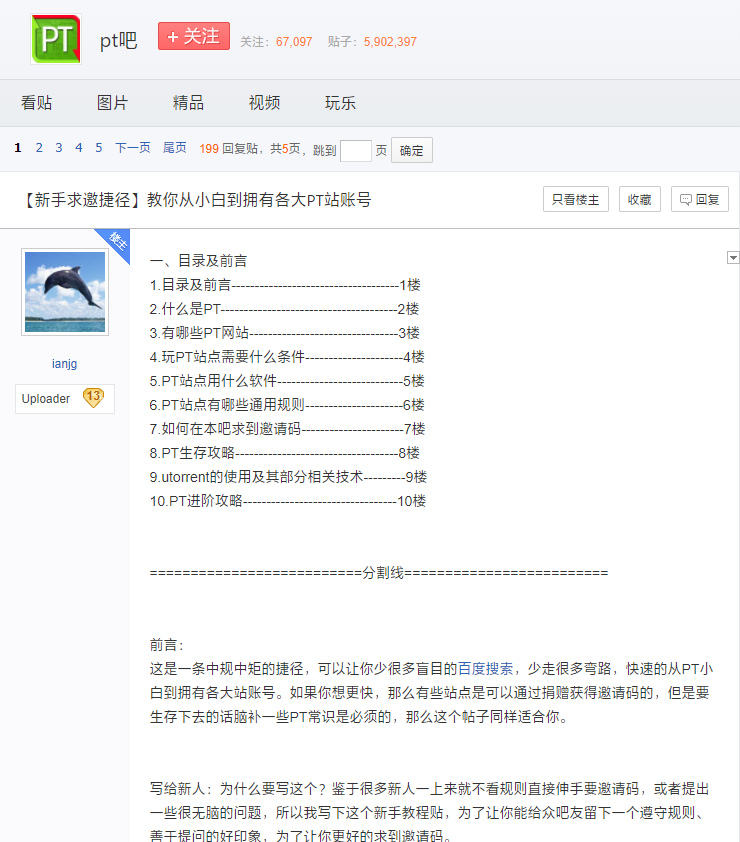 PT
pt吧
+ 关注
关注：67,097 贴子：5,902,397
看贴 图片 精品 视频 玩乐
1 2 3 4 5 下一页 尾页 199 回复贴，共5页，跳到 页 确定
【新手求邀捷径】教你从小白到拥有各大PT站账号
只看楼主 收藏 回复
楼主
ianjg
Uploader 13
一、目录及前言
1.目录及前言------------------------------------1楼
2.什么是PT--------------------------------------2楼
3.有哪些PT网站--------------------------------3楼
4.玩PT站点需要什么条件---------------------4楼
5.PT站点用什么软件---------------------------5楼
6.PT站点有哪些通用规则---------------------6楼
7.如何在本吧求到邀请码----------------------7楼
8.PT生存攻略-----------------------------------8楼
9.utorrent的使用及其部分相关技术---------9楼
10.PT进阶攻略---------------------------------10楼
==========================分割线=========================
前言：
这是一条中规中矩的捷径，可以让你少很多盲目的百度搜索，少走很多弯路，快速的从PT小
白到拥有各大站账号。如果你想更快，那么有些站点是可以通过捐赠获得邀请码的，但是要
生存下去的话脑补一些PT常识是必须的，那么这个帖子同样适合你。
写给新人：为什么要写这个？鉴于很多新人一上来就不看规则直接伸手要邀请码，或者提出
一些很无脑的问题，所以我写下这个新手教程贴，为了让你能给众吧友留下一个遵守规则、
善于提问的好印象，为了让你更好的求到邀请码。